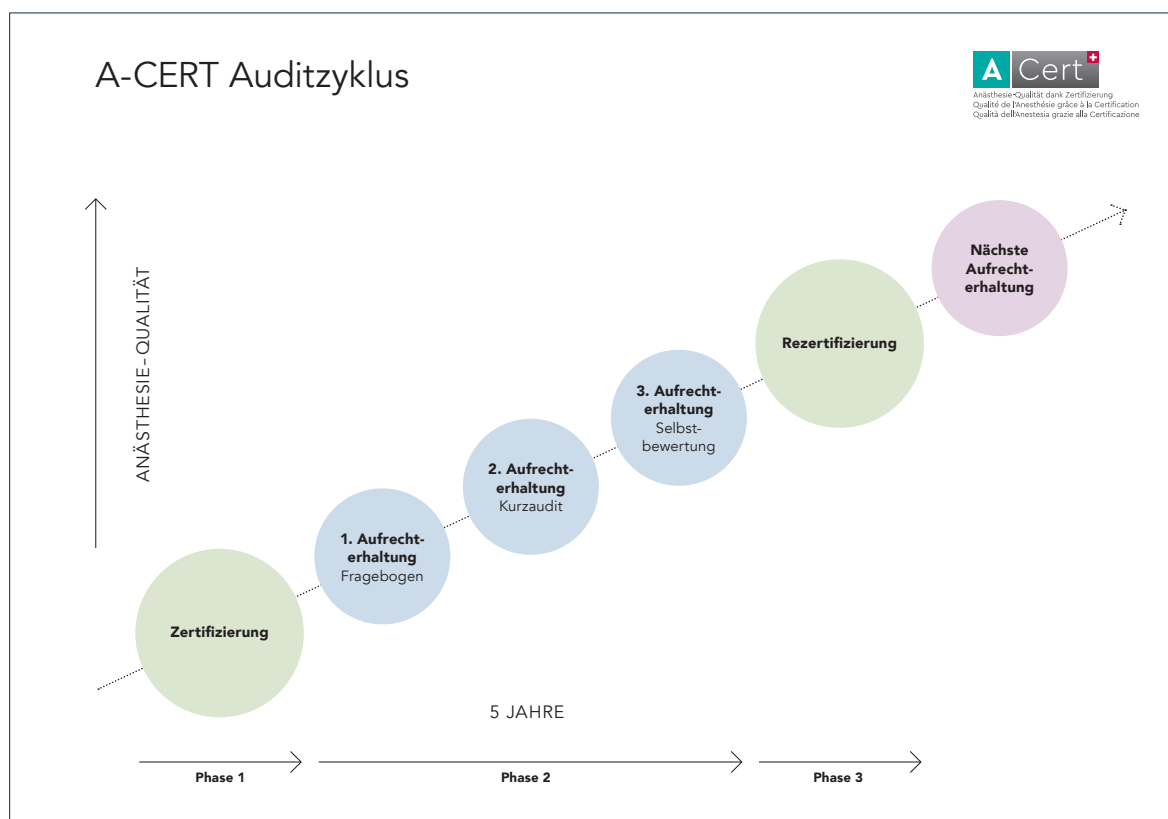 A-CERT Auditzyklus
A Cert
Anästhesie-Qualität dank Zertifizierung
Qualité de l'Anesthésie grâce à la Certification
Qualità dell'Anestesia grazie alla Certificazione
ANÄSTHESIE-QUALITÄT
Zertifizierung
1. Aufrecht-
erhaltung
Fragebogen
2. Aufrecht-
erhaltung
Kurzaudit
3. Aufrecht-
erhaltung
Selbst-
bewertung
Rezertifizierung
Nächste
Aufrecht-
erhaltung
5 JAHRE
Phase 1
Phase 2
Phase 3